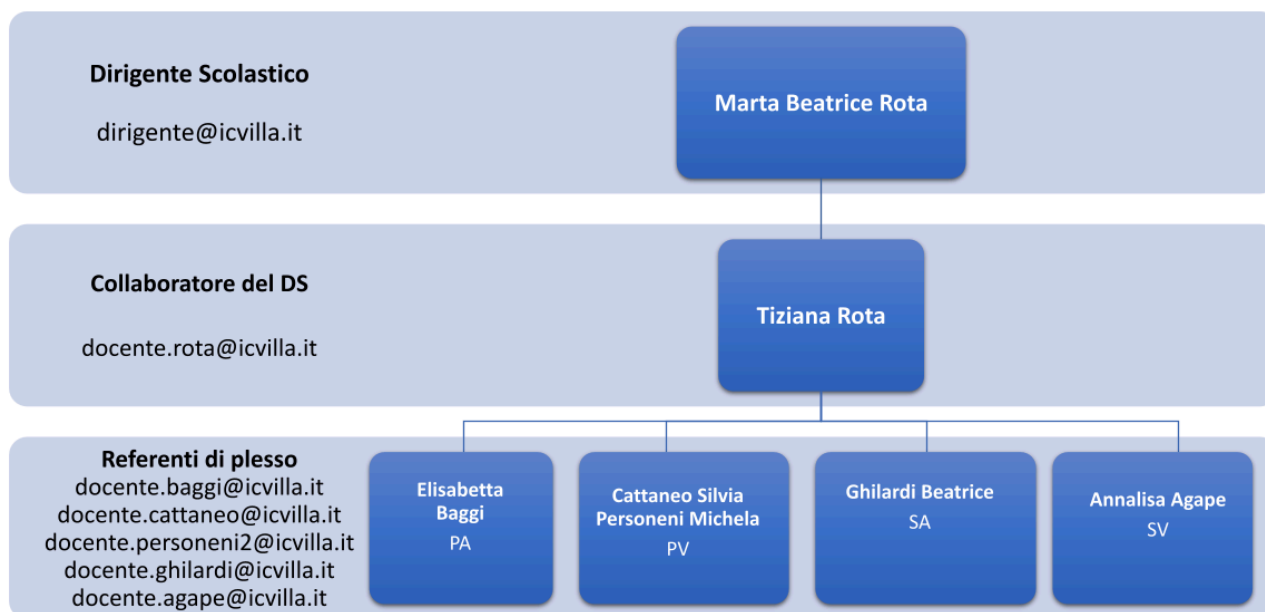 Dirigente Scolastico
dirigente@icvilla.it
Marta Beatrice Rota
Collaboratore del DS
docente.rota@icvilla.it
Tiziana Rota
Referenti di plesso
docente.baggi@icvilla.it
docente.cattaneo@icvilla.it
docente.personeni2@icvilla.it
docente.ghilardi@icvilla.it
docente.agape@icvilla.it
Elisabetta
Baggi
PA
Cattaneo Silvia
Personeni Michela
PV
Ghilardi Beatrice
SA
Annalisa Agape
SV